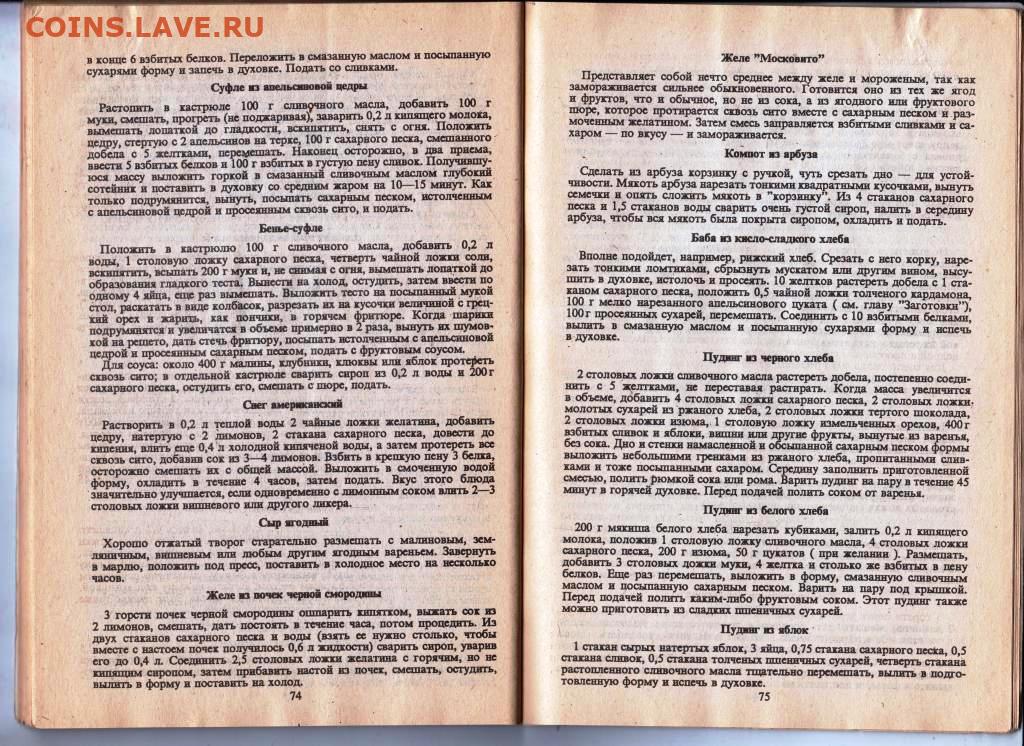 COINS.LAVE.RU
в конце 6 взбитых белков. Переложить в смазанную маслом и посыпанную
сухарями форму и запечь в духовке. Подать со сливками.
Суфле из апельсиновой цедры
Растопить в кастрюле 100 г сливочного масла, добавить 100 г
муки, смешать, прогреть (не поджаривая), заварить 0,2 л кипящего молока,
вымешать лопаткой до гладкости, вскипятить, снять с огня. Положить
цедру, стертую с 2 апельсинов на терке, 100 г сахарного песка, смешанного
добела с 5 желтками, перемешать. Наконец осторожно, в два приема,
ввести 5 взбитых белков и 100 г взбитых в густую пену сливок. Получившу-
юся массу выложить горкой в смазанный сливочным маслом глубокий
сотейник и поставить в духовку со средним жаром на 10—15 минут. Как
только подрумянится, вынуть, посыпать сахарным песком, истолченным
с апельсиновой цедрой и просеянным сквозь сито, и подать.
Бенье-суфле
Положить в кастрюлю 100 г сливочного масла, добавить 0,2 л
воды, 1 столовую ложку сахарного песка, четверть чайной ложки соли,
вскипятить, всыпать 200 г муки и, не снимая с огня, вымешать лопаткой до
образования гладкого теста. Вынести на холод, остудить, затем ввести по
одному 4 яйца, еще раз вымешать. Выложить тесто на посыпанный мукой
стол, раскатать в виде колбасок, разрезать их на кусочки величиной с грец-
кий орех и жарить, как пончики, в горячем фритюре. Когда шарики
подрумянятся и увеличатся в объеме примерно в 2 раза, вынуть их шумов-
кой на решето, дать стечь фритюру, посыпать истолченным с апельсиновой
цедрой и просеянным сахарным песком, подать с фруктовым соусом.
Для соуса: около 400 г малины, клубники, клюквы или яблок протереть
сквозь сито; в отдельной кастрюле сварить сироп из 0,2 л воды и 200 г
сахарного песка, остудить его, смешать с пюре, подать.
Снег американский
Растворить в 0,2 л теплой воды 2 чайные ложки желатина, добавить
цедру, натертую с 2 лимонов, 2 стакана сахарного песка, довести до
кипения, влить еще 0,4 л холодной кипяченой воды, а затем протереть все
сквозь сито, добавив сок из 3—4 лимонов. Взбить в крепкую пену 3 белка,
осторожно смешать их с общей массой. Выложить в смоченную водой
форму, охладить в течение 4 часов, затем подать. Вкус этого блюда
значительно улучшается, если одновременно с лимонным соком влить 2—3
столовых ложки вишневого или другого ликера.
Сыр ягодный
Хорошо отжатый творог старательно размешать с малиновым, зем-
ляничным, вишневым или любым другим ягодным вареньем. Завернуть
в марлю, положить под пресс, поставить в холодное место на несколько
часов.
Желе из почек черной смородины
3 горсти почек черной смородины ошпарить кипятком, выжать сок из
2 лимонов, смешать, дать постоять в течение часа, потом процедить. Из
двух стаканов сахарного песка и воды (взять ее нужно столько, чтобы
вместе с настоем почек получилось 0,6 л жидкости) сварить сироп, уварив
его до 0,4 л. Соединить 2,5 столовых ложки желатина с горячим, но не
кипящим сиропом, затем прибавить настой из почек, смешать, остудить,
вылить в форму и поставить на холод.
74
Желе "Московито"
Представляет собой нечто среднее между желе и мороженым, так как
замораживается сильнее обыкновенного. Готовится оно из тех же ягод
и фруктов, что и обычное, но не из сока, а из ягодного или фруктового
пюре, которое протирается сквозь сито вместе с сахарным песком и раз-
моченным желатином. Затем смесь заправляется взбитыми сливками и са-
харом — по вкусу — и замораживается.
Компот из арбуза
Сделать из арбуза корзинку с ручкой, чуть срезать дно — для устой-
чивости. Мякоть арбуза нарезать тонкими квадратными кусочками, вынуть
семечки и опять сложить мякоть в "корзинку". Из 4 стаканов сахарного
песка и 1,5 стаканов воды сварить очень густой сироп, налить в середину
арбуза, чтобы вся мякоть была покрыта сиропом, охладить и подать.
Баба из кисло-сладкого хлеба
Вполне подойдет, например, рижский хлеб. Срезать с него корку, наре-
зать тонкими ломтиками, сбрызнуть мускатом или другим вином, высу-
шить в духовке, истолочь и просеять. 10 желтков растереть добела с 1 ста-
каном сахарного песка, положить 0,5 чайной ложки толченого кардамона,
100 г мелко нарезанного апельсинового цуката ( см. главу "Заготовки"),
100 г просеянных сухарей, перемешать. Соединить с 10 взбитыми белками,
вылить в смазанную маслом и посыпанную сухарями форму и испечь
в духовке.
Пудинг из черного хлеба
2 столовых ложки сливочного масла растереть добела, постепенно соеди-
нить с 5 желтками, не переставая растирать. Когда масса увеличится
в объеме, добавить 4 столовых ложки сахарного песка, 2 столовых ложки
молотых сухарей из ржаного хлеба, 2 столовых ложки тертого шоколада,
2 столовых ложки изюма, 1 столовую ложку измельченных орехов, 400 г
взбитых сливок и яблоки, вишни или другие фрукты, вынутые из варенья,
без сока. Дно и стенки намасленной и обсыпанной сахарным песком формы
выложить небольшими гренками из ржаного хлеба, пропитанными слив-
ками и тоже посыпанными сахаром. Середину заполнить приготовленной
смесью, полить рюмкой сока или рома. Варить пудинг на пару в течение 45
минут в горячей духовке. Перед подачей полить соком от варенья.
Пудинг из белого хлеба
200 г мякиша белого хлеба нарезать кубиками, залить 0,2 л кипящего
молока, положив 1 столовую ложку сливочного масла, 4 столовых ложки
сахарного песка, 200 г изюма, 50 г цукатов ( при желании ). Размешать,
добавить 3 столовых ложки муки, 4 желтка и столько же взбитых в пену
белков. Еще раз перемешать, выложить в форму, смазанную сливочным
маслом и посыпанную сахарным песком. Варить на пару под крышкой.
Перед подачей полить каким-либо фруктовым соком. Этот пудинг также
можно приготовить из сладких пшеничных сухарей.
Пудинг из яблок
1 стакан сырых натертых яблок, 3 яйца, 0,75 стакана сахарного песка, 0,5
стакана сливок, 0,5 стакана толченых пшеничных сухарей, четверть стакана
растопленного сливочного масла тщательно перемешать, вылить в подго-
товленную форму и испечь в духовке.
75